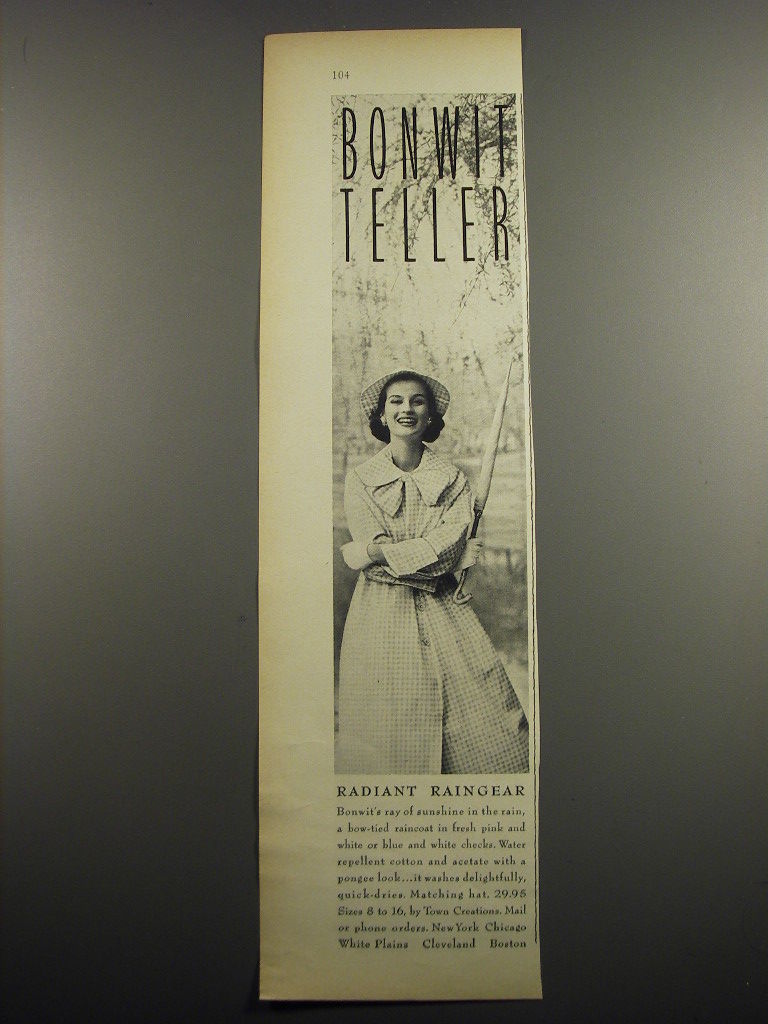 104
BONWIT
TELLER
RADIANT RAINGEAR
Bonwit's ray of sunshine in the rain,
a bow-tied raincoat in fresh pink and
white or blue and white checks. Water
repellent cotton and acetate with a
pongee look...it washes delightfully,
quick-dries. Matching hat. 29.95
Sizes 8 to 16, by Town Creations. Mail
or phone orders. New York Chicago
White Plains Cleveland Boston